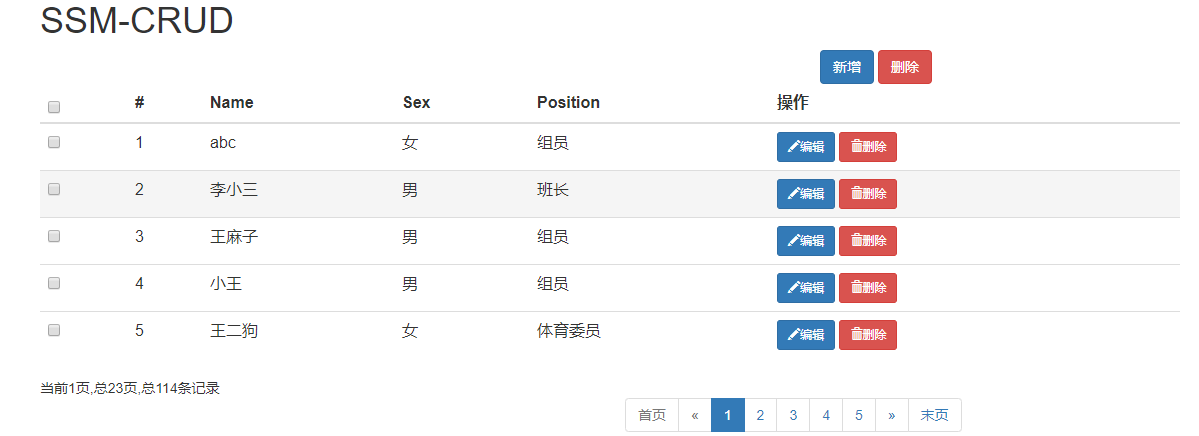 SSM-CRUD
新增 删除
# Name Sex Position 操作
1 abc 女 组员 编辑 删除
2 李小三 男 班长 编辑 删除
3 王麻子 男 组员 编辑 删除
4 小王 男 组员 编辑 删除
5 王二狗 女 体育委员 编辑 删除
当前1页,总23页,总114条记录
首页 « 1 2 3 4 5 » 末页